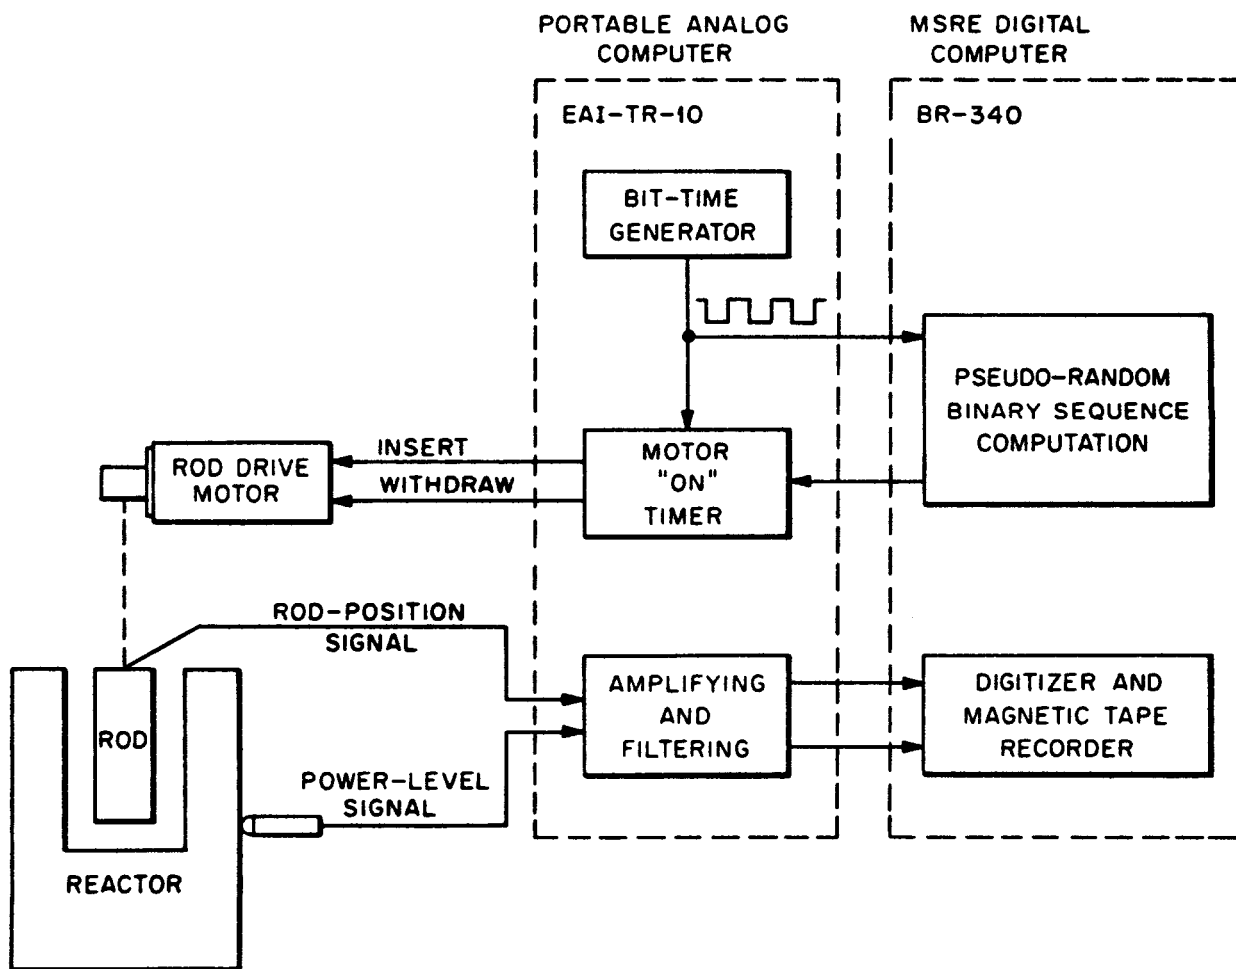 PORTABLE ANALOG
COMPUTER
MSRE DIGITAL
COMPUTER
EAI-TR-10
BR-340
BIT-TIME
GENERATOR
PSEUDO-RANDOM
BINARY SEQUENCE
COMPUTATION
MOTOR
"ON"
TIMER
INSERT
WITHDRAW
ROD DRIVE
MOTOR
ROD-POSITION
SIGNAL
AMPLIFYING
AND
FILTERING
DIGITIZER AND
MAGNETIC TAPE
RECORDER
ROD
POWER-LEVEL
SIGNAL
REACTOR